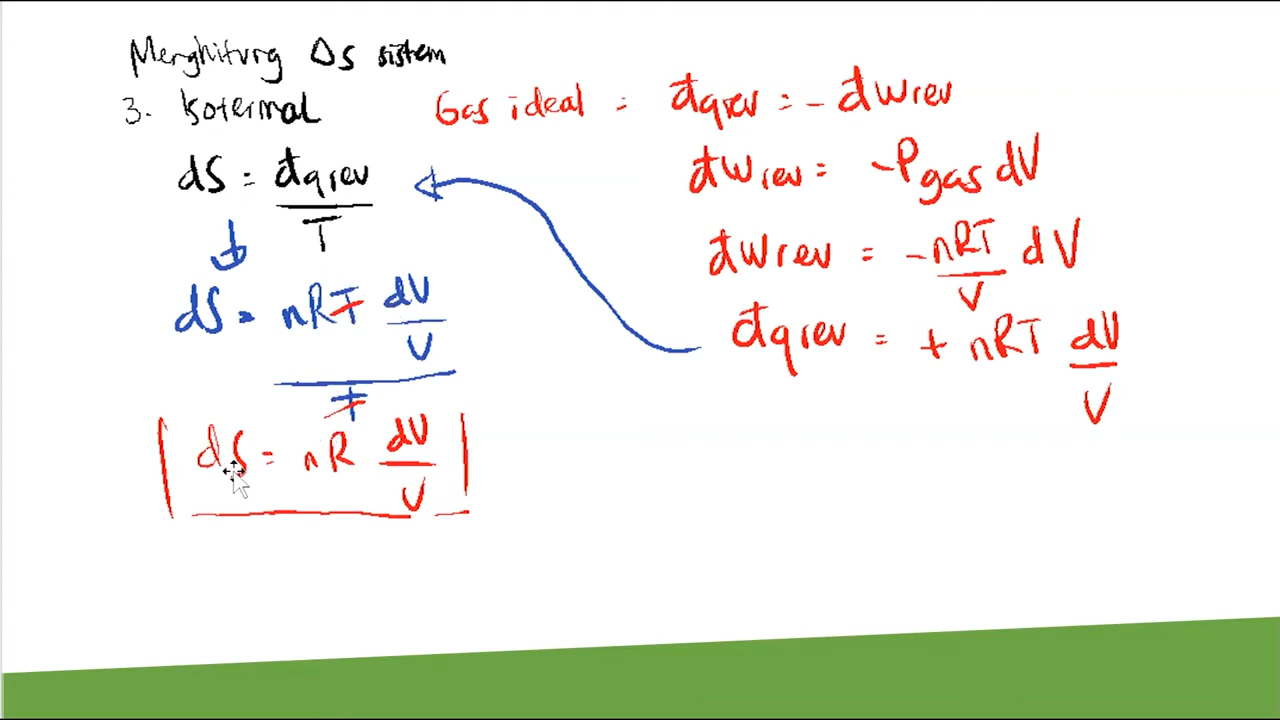 Menghitung ΔS sistem
3. Isotermal
dS = đqrev / T
dS = nRT dV/V / T
dS = nR dV/V
Gas ideal = đqrev = - đwrev
đwrev = -Pgas dV
đwrev = -nRT/V dV
đqrev = + nRT dV/V